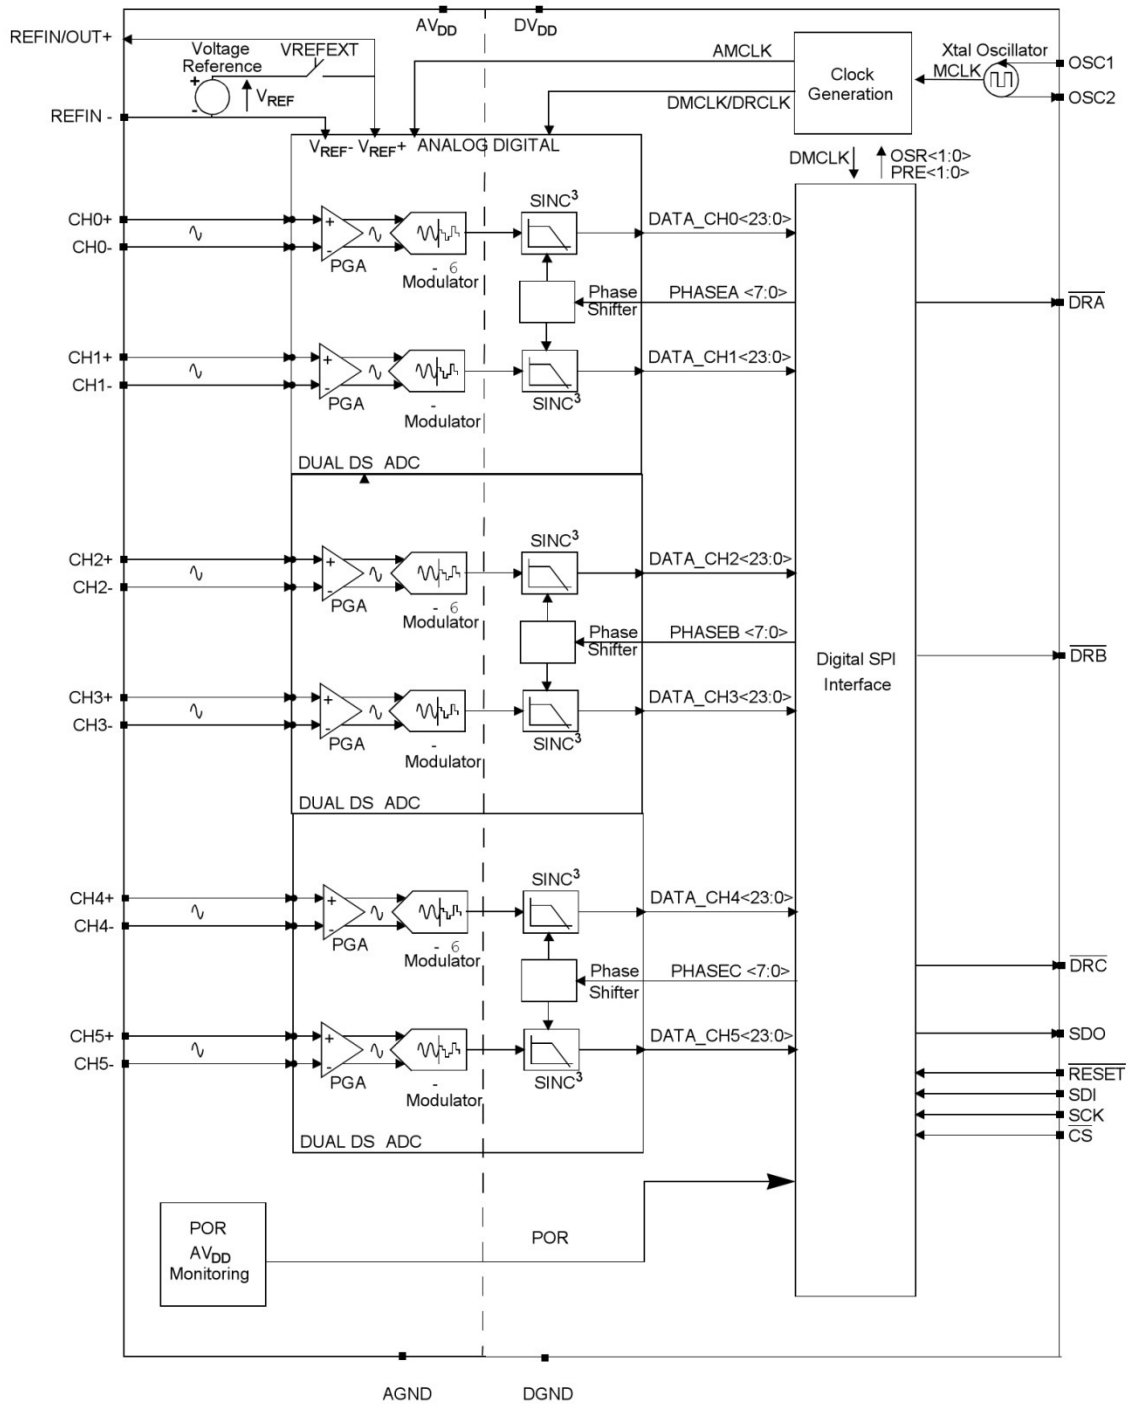 AVDD
DVDD
REFIN/OUT+
Voltage
Reference
VREFEXT
+
-
VREF
REFIN -
AMCLK
DMCLK/DRCLK
Clock
Generation
Xtal Oscillator
MCLK
OSC1
OSC2
VREF- VREF+ ANALOG DIGITAL
DMCLK
OSR<1:0>
PRE<1:0>
CH0+
CH0-
+
-
PGA
- 6
Modulator
SINC3
DATA_CH0<23:0>
Phase
Shifter
PHASEA <7:0>
DRA
CH1+
CH1-
+
-
PGA
-
Modulator
SINC3
DATA_CH1<23:0>
DUAL DS ADC
CH2+
CH2-
+
-
PGA
- 6
Modulator
SINC3
DATA_CH2<23:0>
Phase
Shifter
PHASEB <7:0>
Digital SPI
Interface
DRB
CH3+
CH3-
+
-
PGA
-
Modulator
SINC3
DATA_CH3<23:0>
DUAL DS ADC
CH4+
CH4-
+
-
PGA
- 6
Modulator
SINC3
DATA_CH4<23:0>
Phase
Shifter
PHASEC <7:0>
DRC
CH5+
CH5-
+
-
PGA
-
Modulator
SINC3
DATA_CH5<23:0>
SDO
RESET
SDI
SCK
CS
DUAL DS ADC
POR
AVDD
Monitoring
POR
AGND
DGND